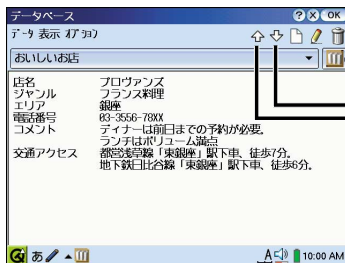 データベース ? X OK
データ 表示 オプション
おいしいお店
店名 プロヴァンズ
ジャンル フランス料理
エリア 銀座
電話番号 03-3556-78XX
コメント ディナーは前日までの予約が必要。
ランチはボリューム満点
交通アクセス 都営浅草線「東銀座」駅下車、徒歩7分。
地下鉄日比谷線「東銀座」駅下車、徒歩6分。
あ A 10:00 AM